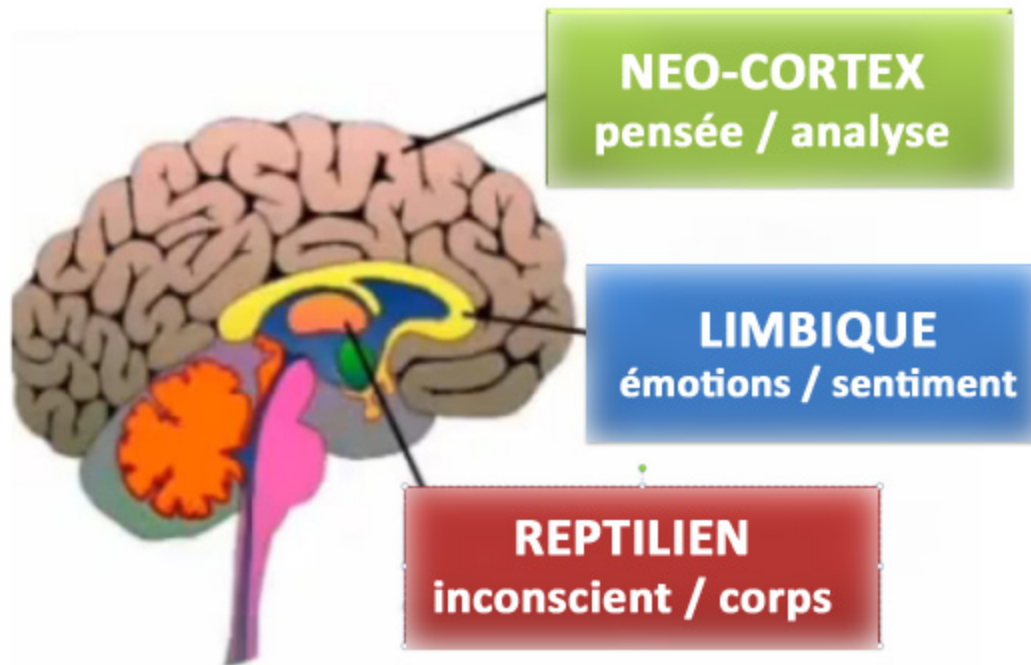 NEO-CORTEX
pensée / analyse
LIMBIQUE
émotions / sentiment
REPTILIEN
inconscient / corps